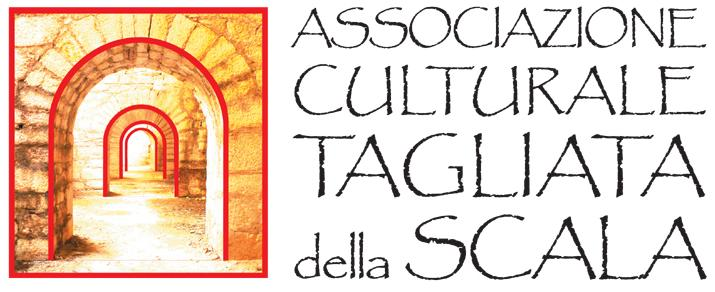 ASSOCIAZIONE
CULTURALE
TAGLIATA
della SCALA